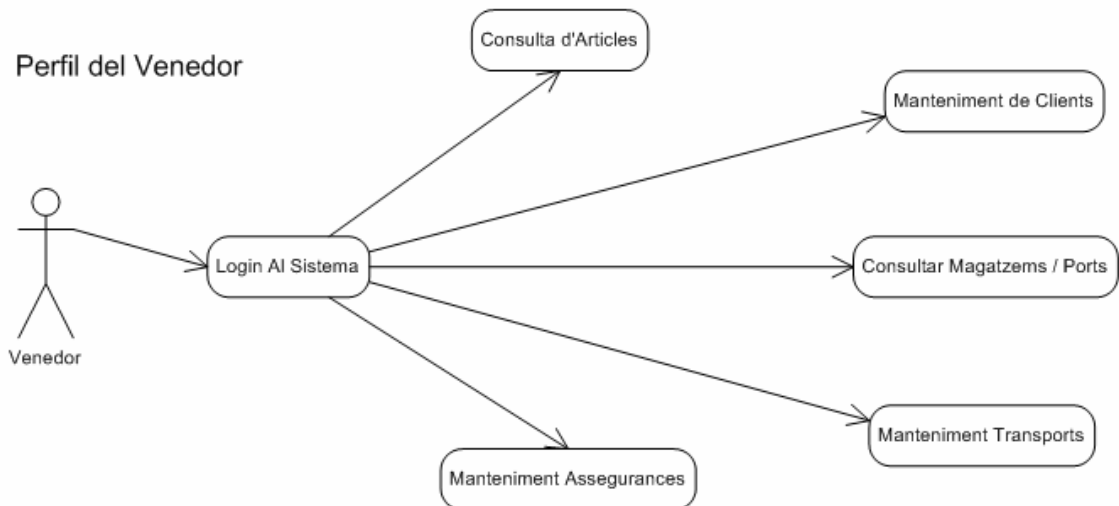 Consulta d'Articles
Perfil del Venedor
Manteniment de Clients
Login Al Sistema
Consultar Magatzems / Ports
Venedor
Manteniment Transports
Manteniment Assegurances